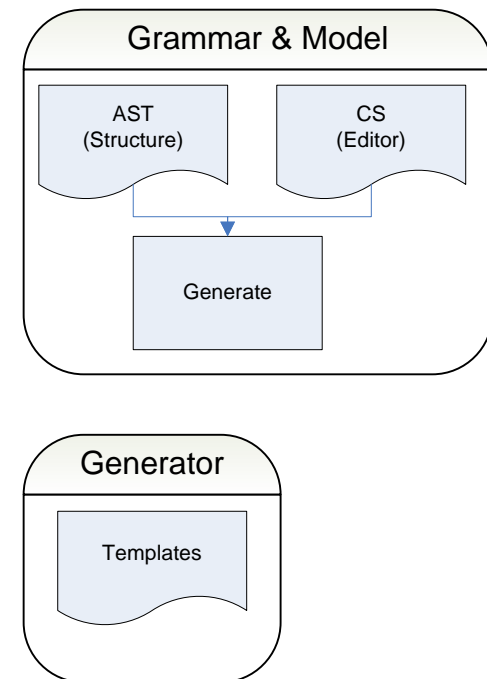 Grammar & Model
AST
(Structure)
CS
(Editor)
Generate
Generator
Templates